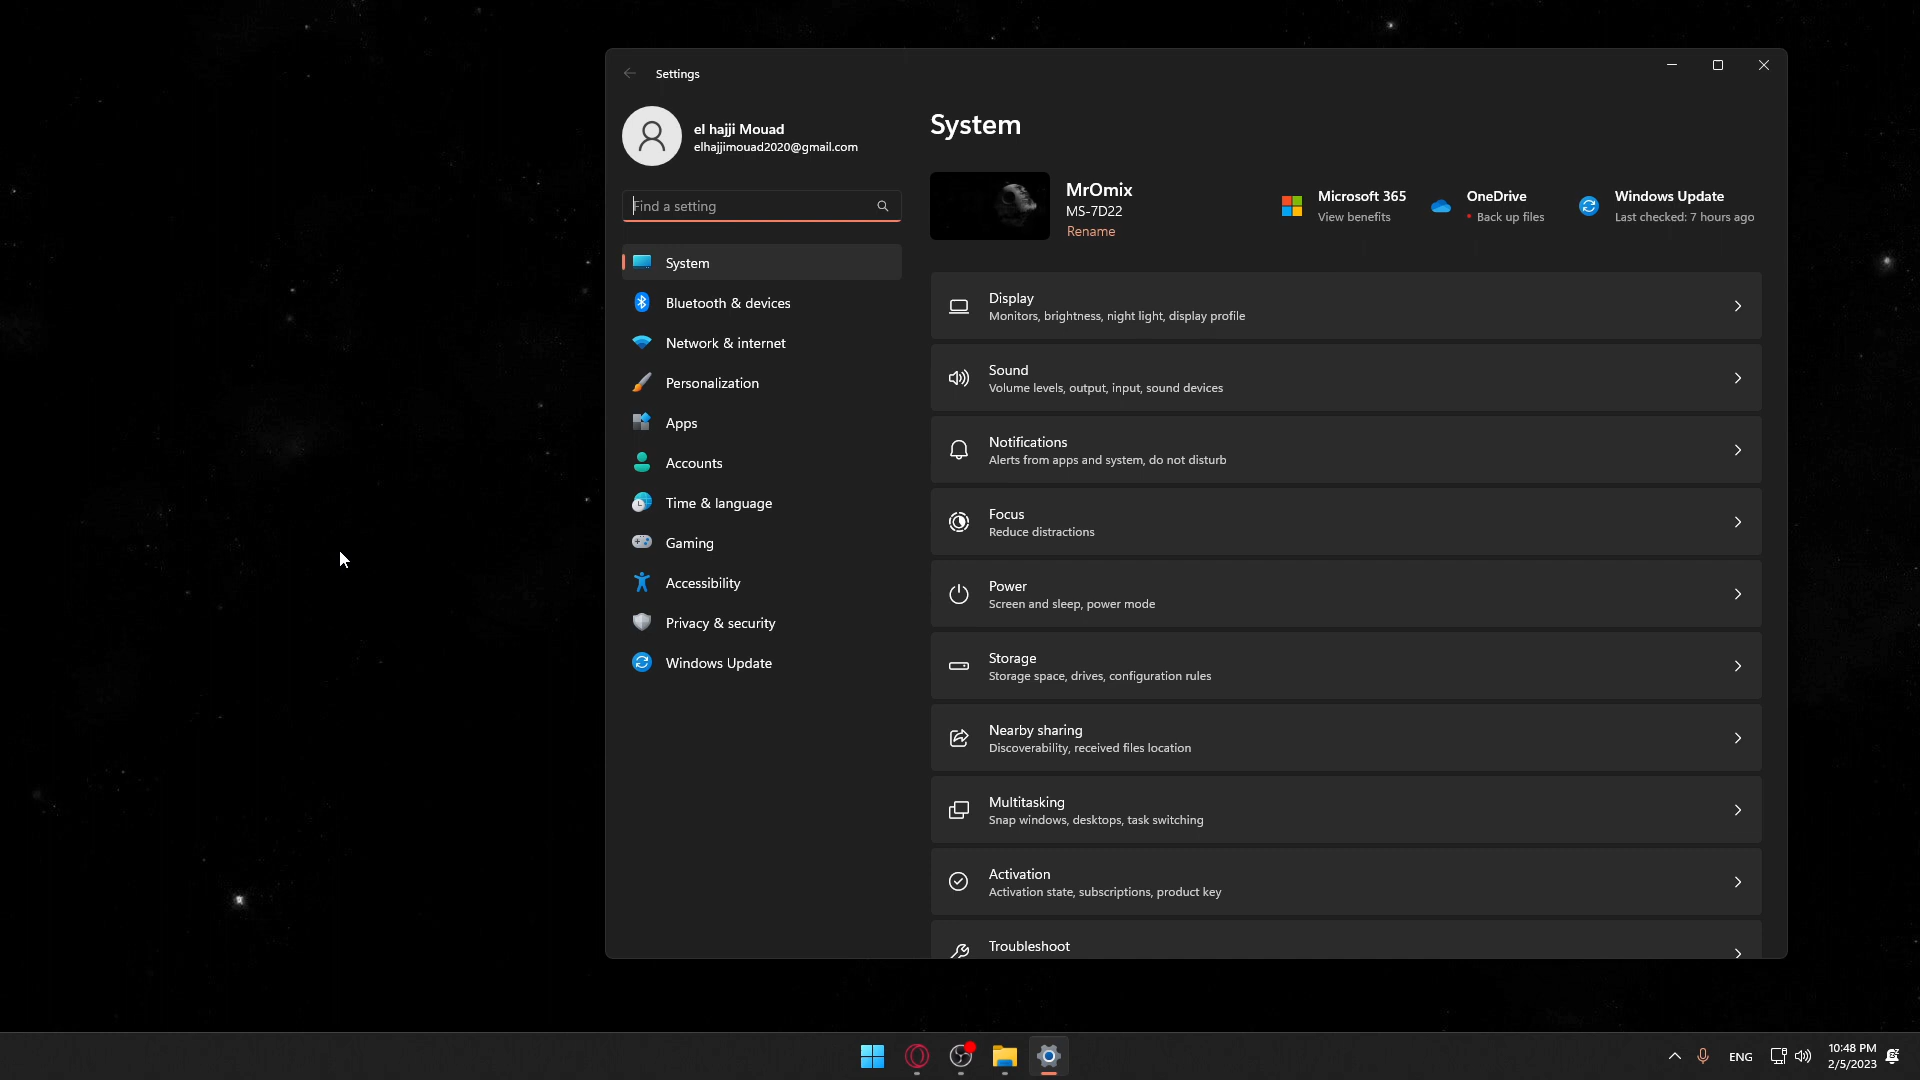 Settings
el hajji Mouad
elhajjimouad2020@gmail.com
Find a setting
System
Bluetooth & devices
Network & internet
Personalization
Apps
Accounts
Time & language
Gaming
Accessibility
Privacy & security
Windows Update
System
MrOmix
MS-7D22
Rename
Microsoft 365
View benefits
OneDrive
• Back up files
Windows Update
Last checked: 7 hours ago
Display
Monitors, brightness, night light, display profile
Sound
Volume levels, output, input, sound devices
Notifications
Alerts from apps and system, do not disturb
Focus
Reduce distractions
Power
Screen and sleep, power mode
Storage
Storage space, drives, configuration rules
Nearby sharing
Discoverability, received files location
Multitasking
Snap windows, desktops, task switching
Activation
Activation state, subscriptions, product key
Troubleshoot
ENG
10:48 PM
2/5/2023